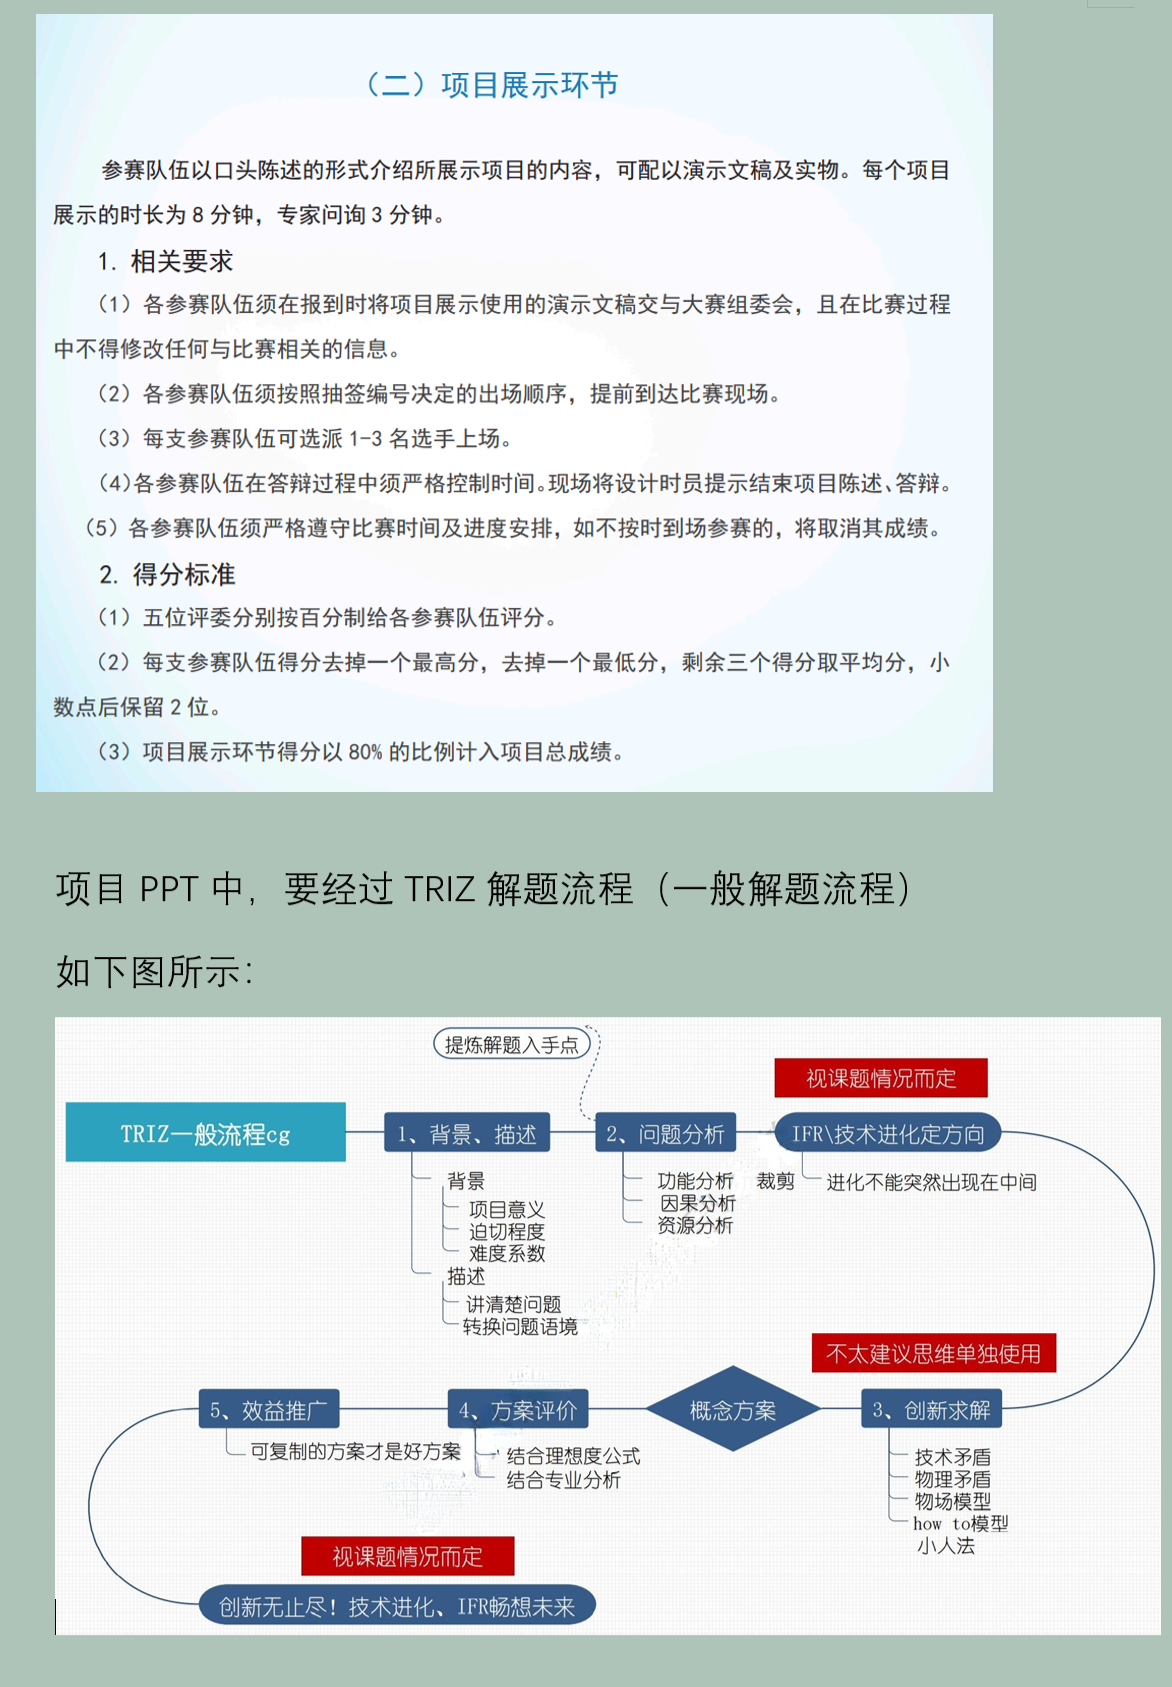 （二）项目展示环节
参赛队伍以口头陈述的形式介绍所展示项目的内容，可配以演示文稿及实物。每个项目
展示的时长为 8 分钟，专家问询 3 分钟。
1. 相关要求
（1）各参赛队伍须在报到时将项目展示使用的演示文稿交与大赛组委会，且在比赛过程
中不得修改任何与比赛相关的信息。
（2）各参赛队伍须按照抽签编号决定的出场顺序，提前到达比赛现场。
（3）每支参赛队伍可选派 1-3 名选手上场。
（4）各参赛队伍在答辩过程中须严格控制时间。现场将设计时员提示结束项目陈述、答辩。
（5）各参赛队伍须严格遵守比赛时间及进度安排，如不按时到场参赛的，将取消其成绩。
2. 得分标准
（1）五位评委分别按百分制给各参赛队伍评分。
（2）每支参赛队伍得分去掉一个最高分，去掉一个最低分，剩余三个得分取平均分，小
数点后保留 2 位。
（3）项目展示环节得分以 80% 的比例计入项目总成绩。
项目 PPT 中，要经过 TRIZ 解题流程（一般解题流程）
如下图所示：
提炼解题入手点
视课题情况而定
TRIZ一般流程cg
1、背景、描述
2、问题分析
IFR\技术进化定方向
背景
项目意义
迫切程度
难度系数
描述
讲清楚问题
转换问题语境
功能分析 裁剪
因果分析
资源分析
进化不能突然出现在中间
不太建议思维单独使用
3、创新求解
技术矛盾
物理矛盾
物场模型
how to模型
小人法
概念方案
4、方案评价
结合理想度公式
结合专业分析
5、效益推广
可复制的方案才是好方案
视课题情况而定
创新无止尽！技术进化、IFR畅想未来